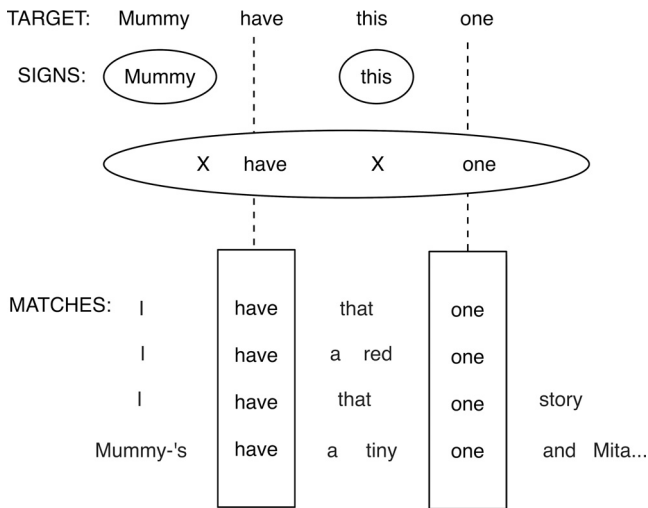 TARGET: Mummy have this one
SIGNS: Mummy this
X have X one
MATCHES: I have that one
I have a red one
I have that one story
Mummy-'s have a tiny one and Mita...